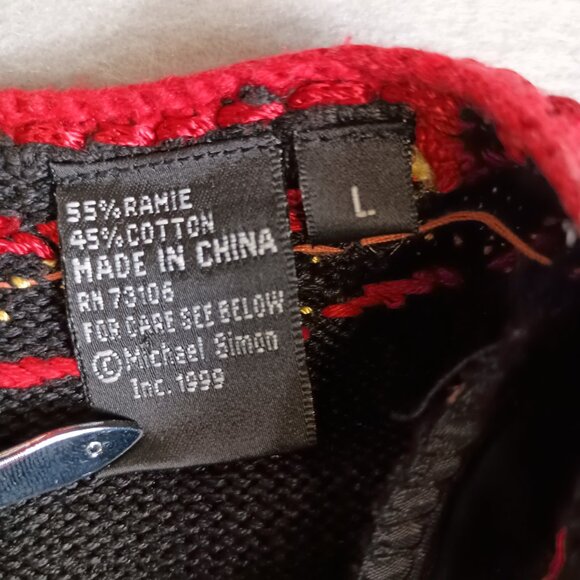 55% RAMIE
45% COTTON
MADE IN CHINA
RN 73106
FOR CARE SEE BELOW
© Michael Simon
Inc. 1999
L